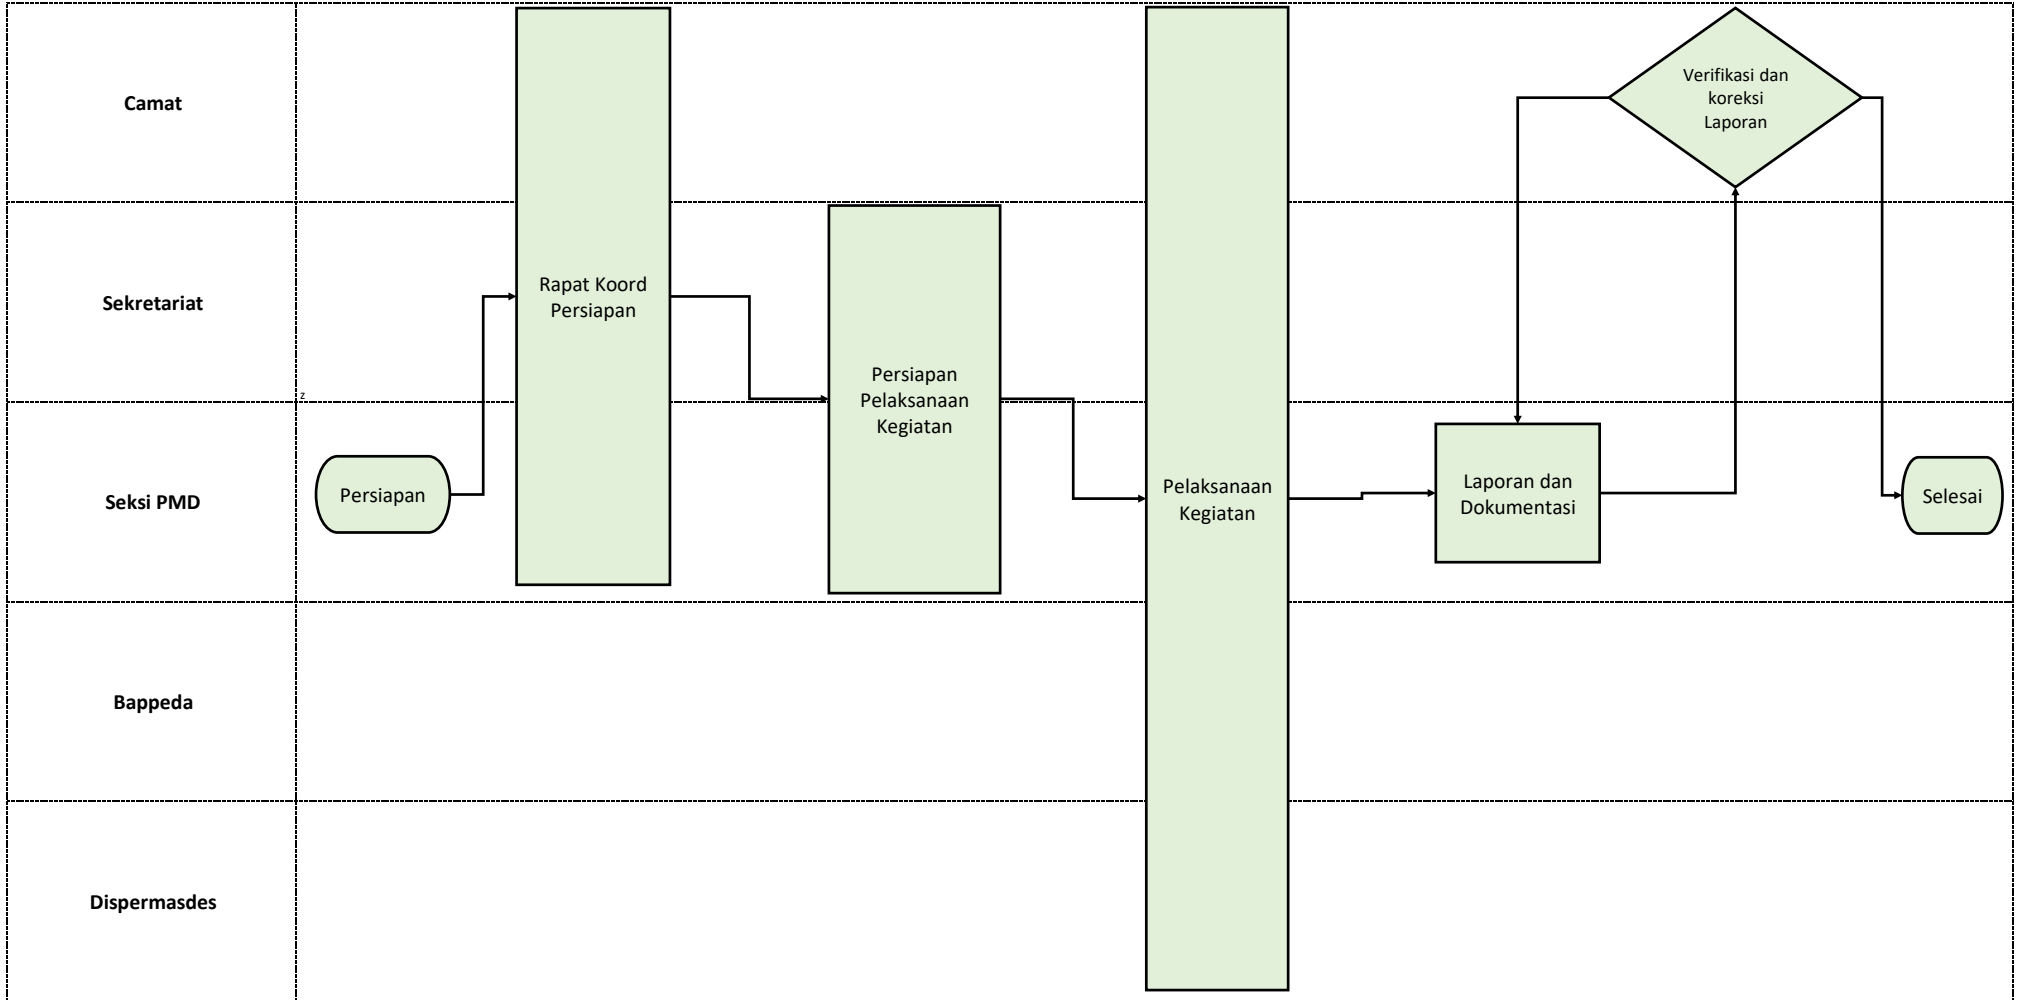 Camat
Sekretariat
Seksi PMD
Bappeda
Dispermasdes
z
Persiapan
Rapat Koord
Persiapan
Persiapan
Pelaksanaan
Kegiatan
Pelaksanaan
Kegiatan
Laporan dan
Dokumentasi
Verifikasi dan
koreksi
Laporan
Selesai